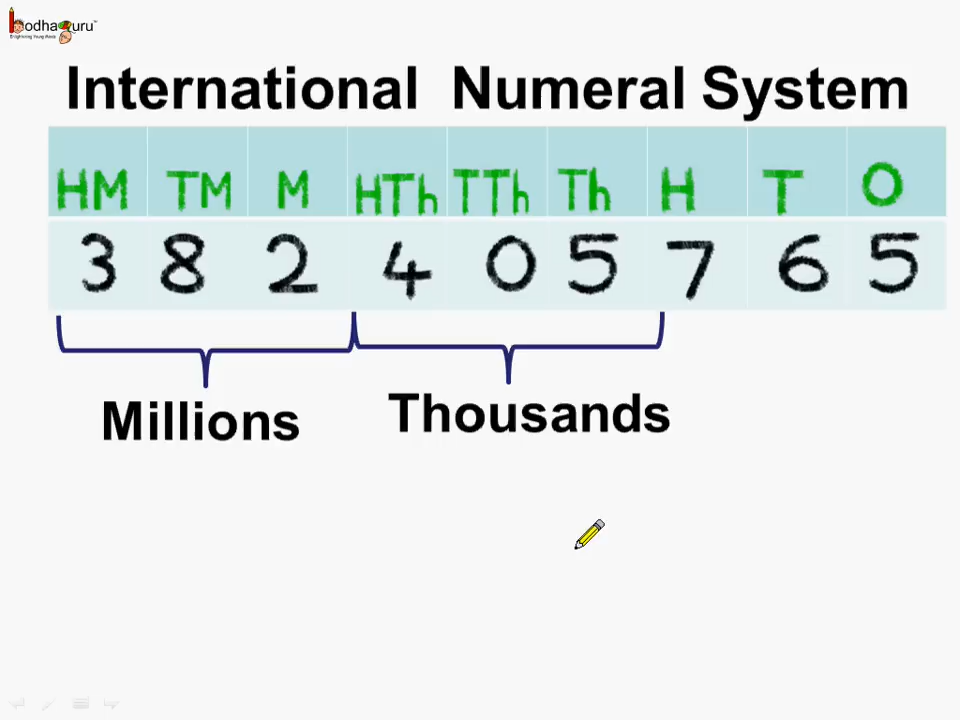 bodhaguru™
International Numeral System
HM TM M HTh TTh Th H T O
3 8 2 4 0 5 7 6 5
Millions Thousands